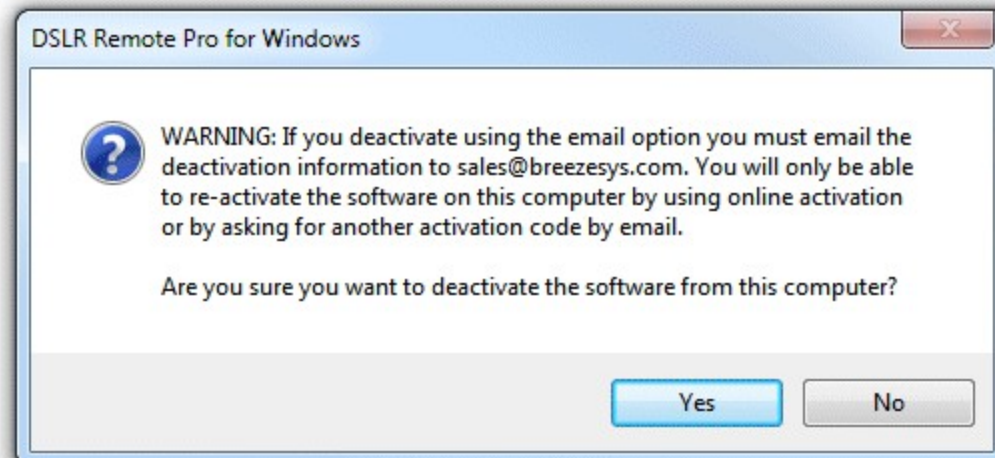 DSLR Remote Pro for Windows
WARNING: If you deactivate using the email option you must email the
deactivation information to sales@breezesys.com. You will only be able
to re-activate the software on this computer by using online activation
or by asking for another activation code by email.
Are you sure you want to deactivate the software from this computer?
Yes
No